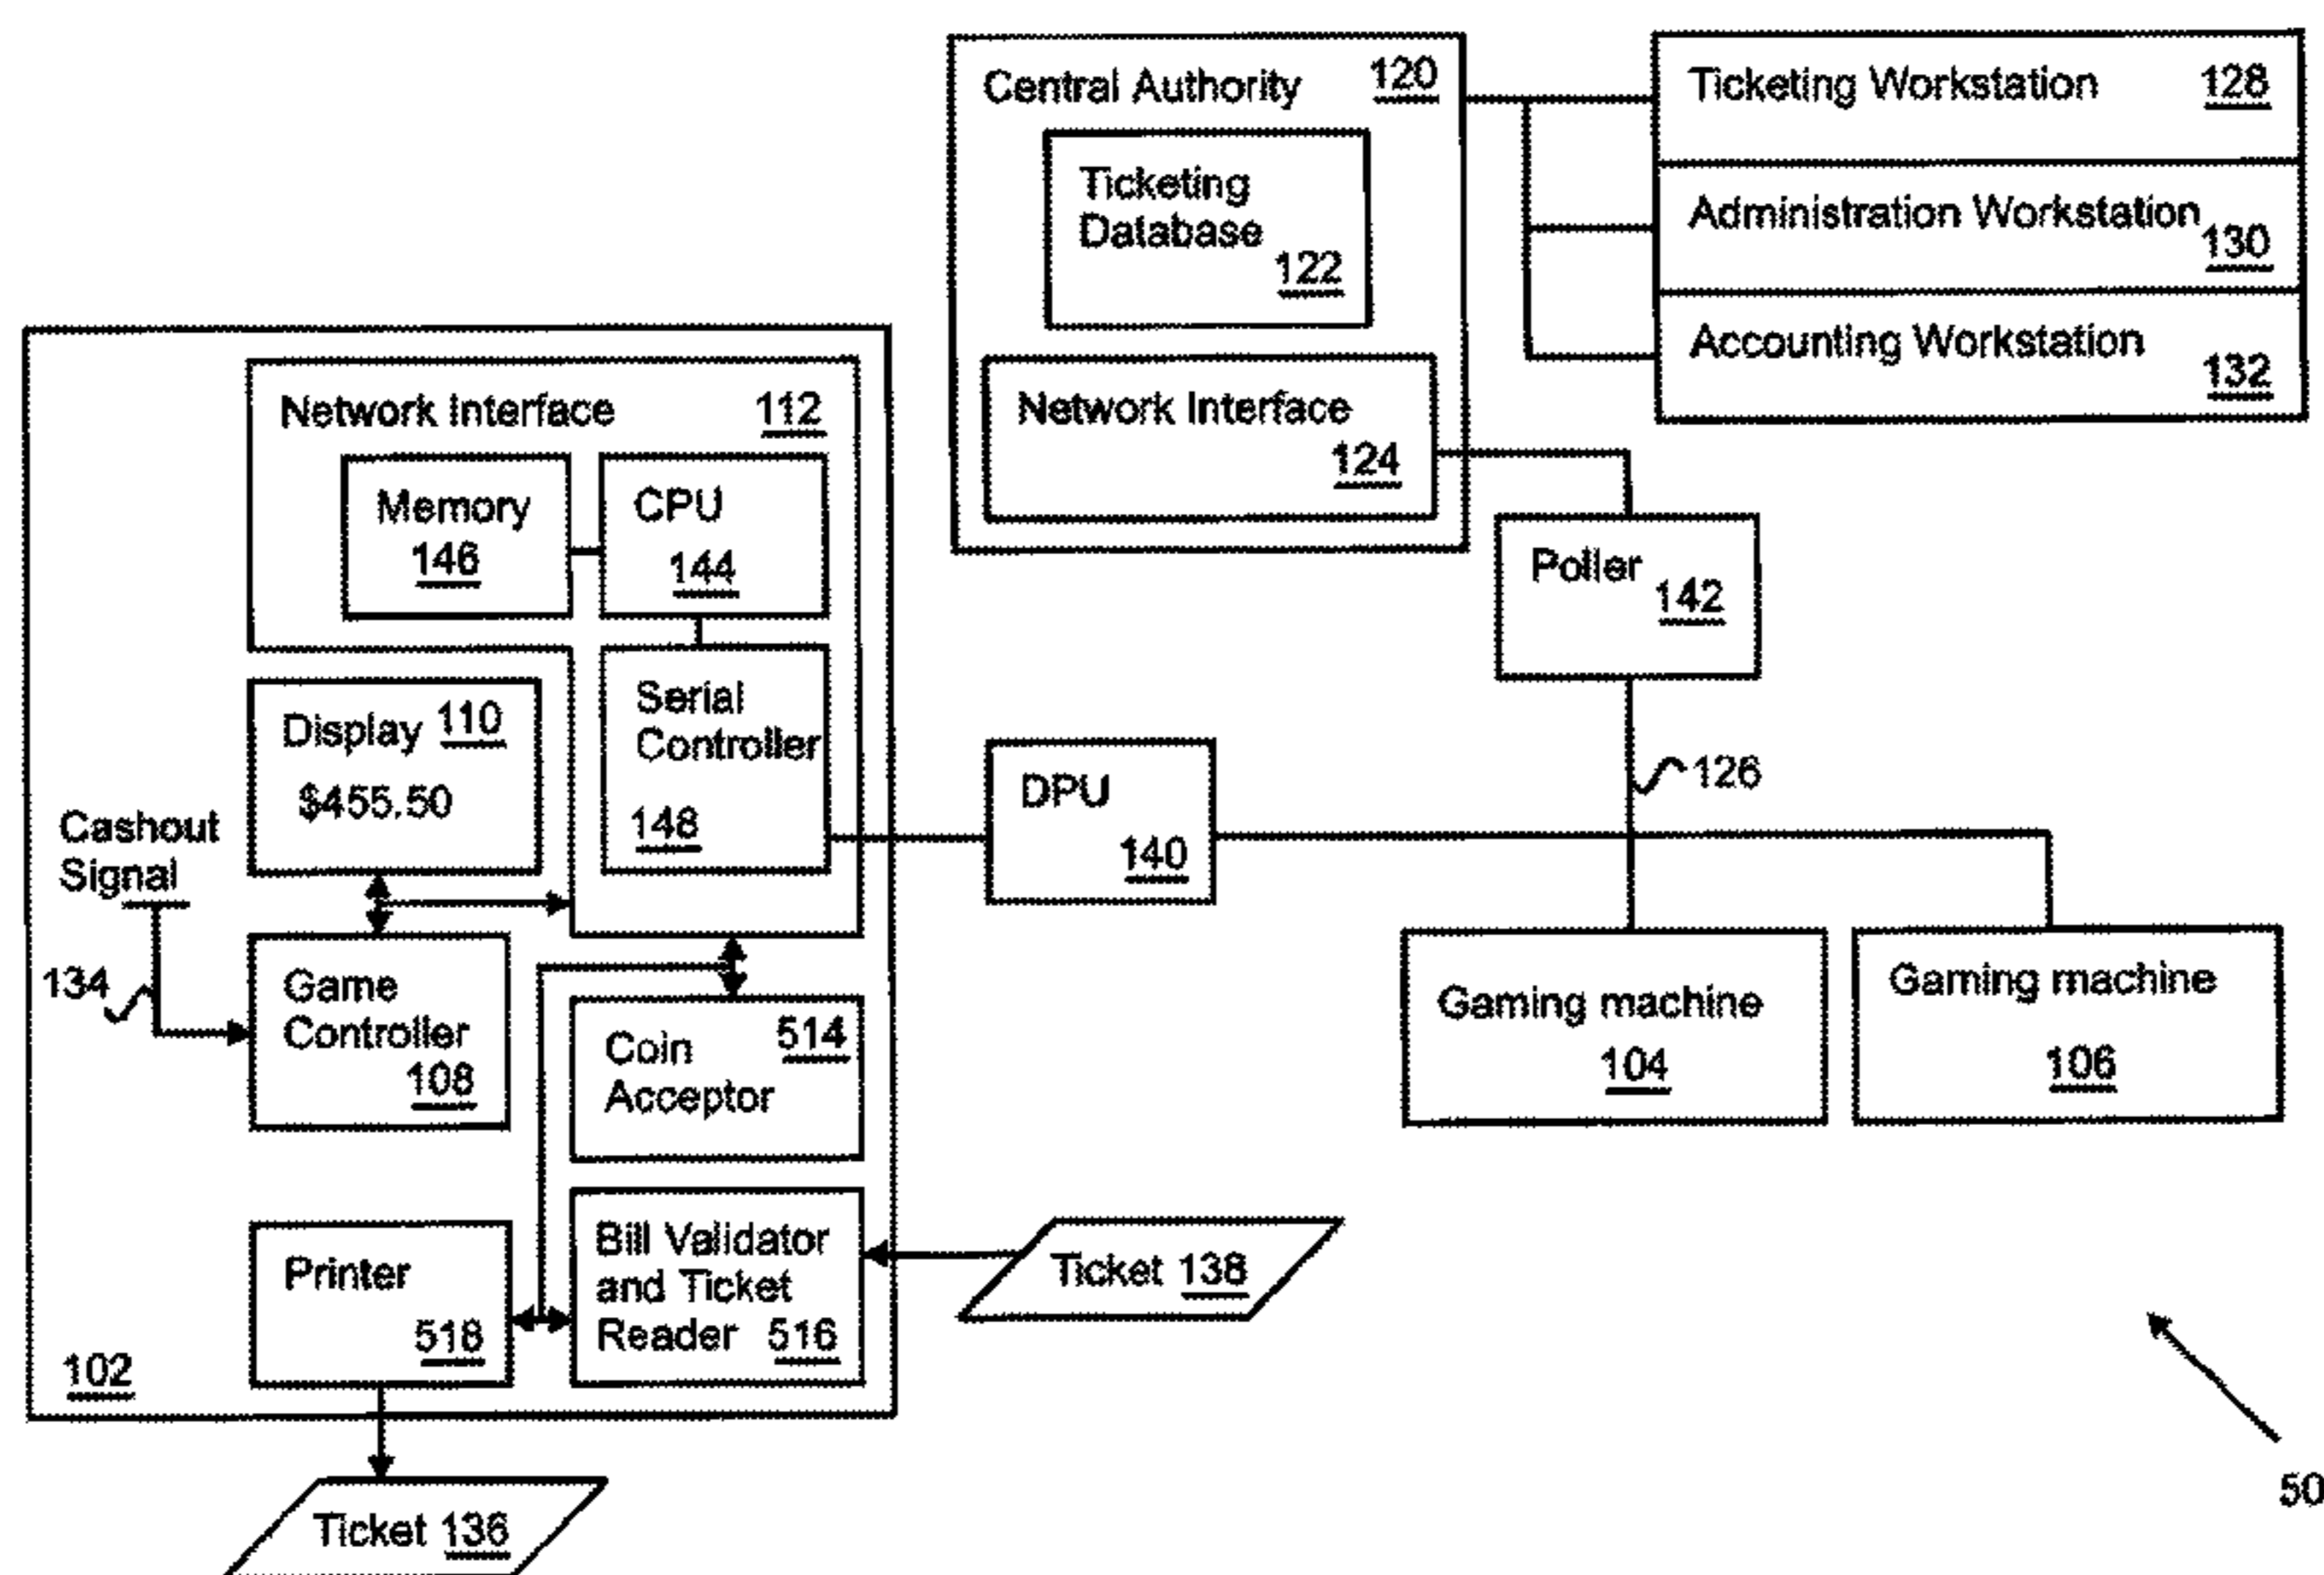 Central Authority 120
Ticketing
Database
122
Network Interface
124
Ticketing Workstation 128
Administration Workstation
130
Accounting Workstation
132
Network Interface 112
Memory
146
CPU
144
Serial
Controller
148
Display 110
$455.50
Cashout
Signal
134
Game
Controller
108
Coin
Acceptor
514
Bill Validator
and Ticket
Reader 516
Printer
518
102
Ticket 136
Ticket 138
DPU
140
Poller
142
126
Gaming machine
104
Gaming machine
106
50